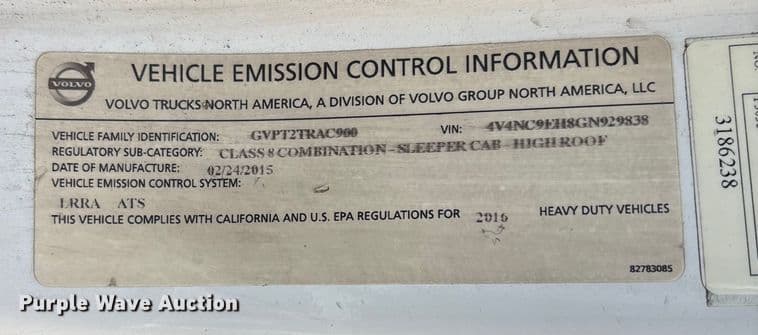 VOLVO
VEHICLE EMISSION CONTROL INFORMATION
VOLVO TRUCKS NORTH AMERICA, A DIVISION OF VOLVO GROUP NORTH AMERICA, LLC
VEHICLE FAMILY IDENTIFICATION: GVPT2TRAC900 VIN: 4V4NC9EH8GN929838
REGULATORY SUB-CATEGORY: CLASS 8 COMBINATION - SLEEPER CAB - HIGH ROOF
DATE OF MANUFACTURE: 02/24/2015
VEHICLE EMISSION CONTROL SYSTEM:
LRRA ATS
THIS VEHICLE COMPLIES WITH CALIFORNIA AND U.S. EPA REGULATIONS FOR 2016 HEAVY DUTY VEHICLES
82783085
3186238
Purple Wave Auction